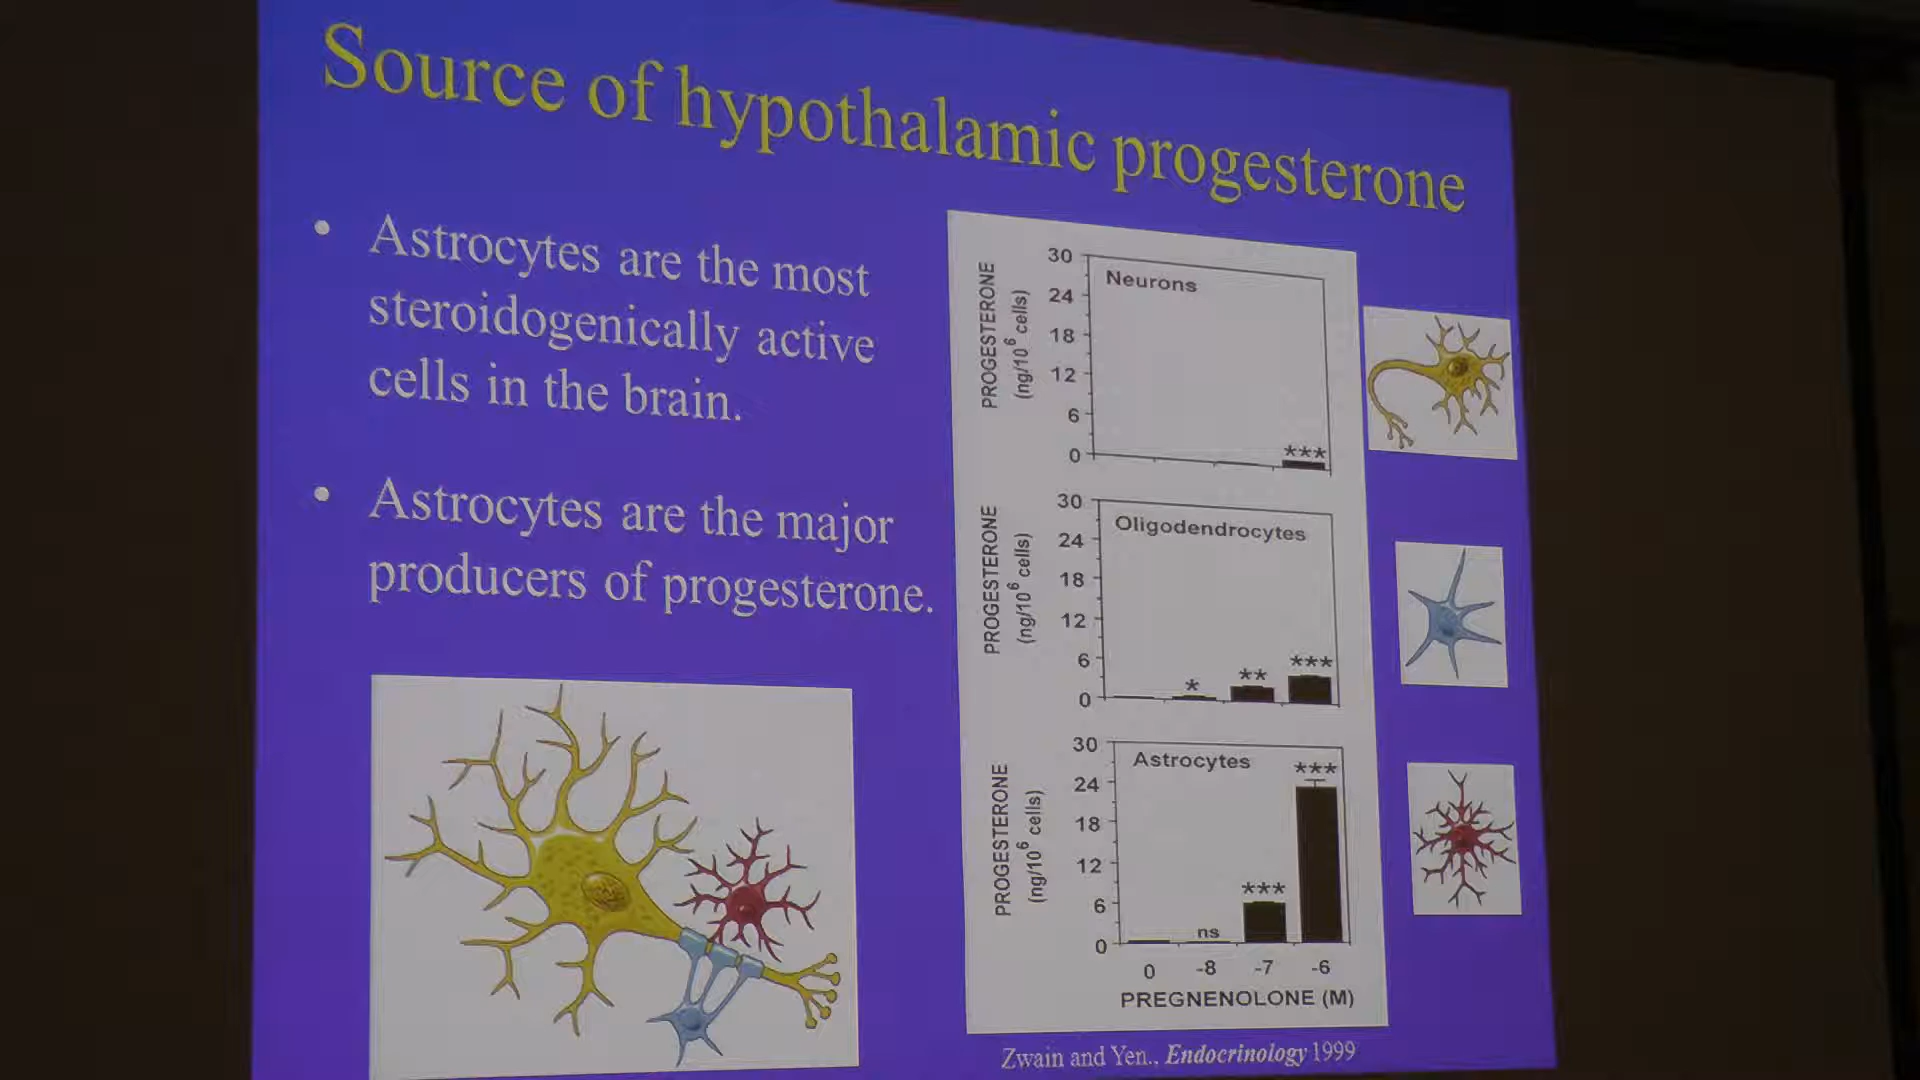 Source of hypothalamic progesterone
• Astrocytes are the most
steroidogenically active
cells in the brain.
• Astrocytes are the major
producers of progesterone.
PROGESTERONE
(ng/10⁶ cells)
30
24
18
12
6
0
Neurons
***
PROGESTERONE
(ng/10⁶ cells)
30
24
18
12
6
0
Oligodendrocytes
*
**
***
PROGESTERONE
(ng/10⁶ cells)
30
24
18
12
6
0
Astrocytes
ns
***
***
0 -8 -7 -6
PREGNENOLONE (M)
Zwain and Yen., Endocrinology 1999